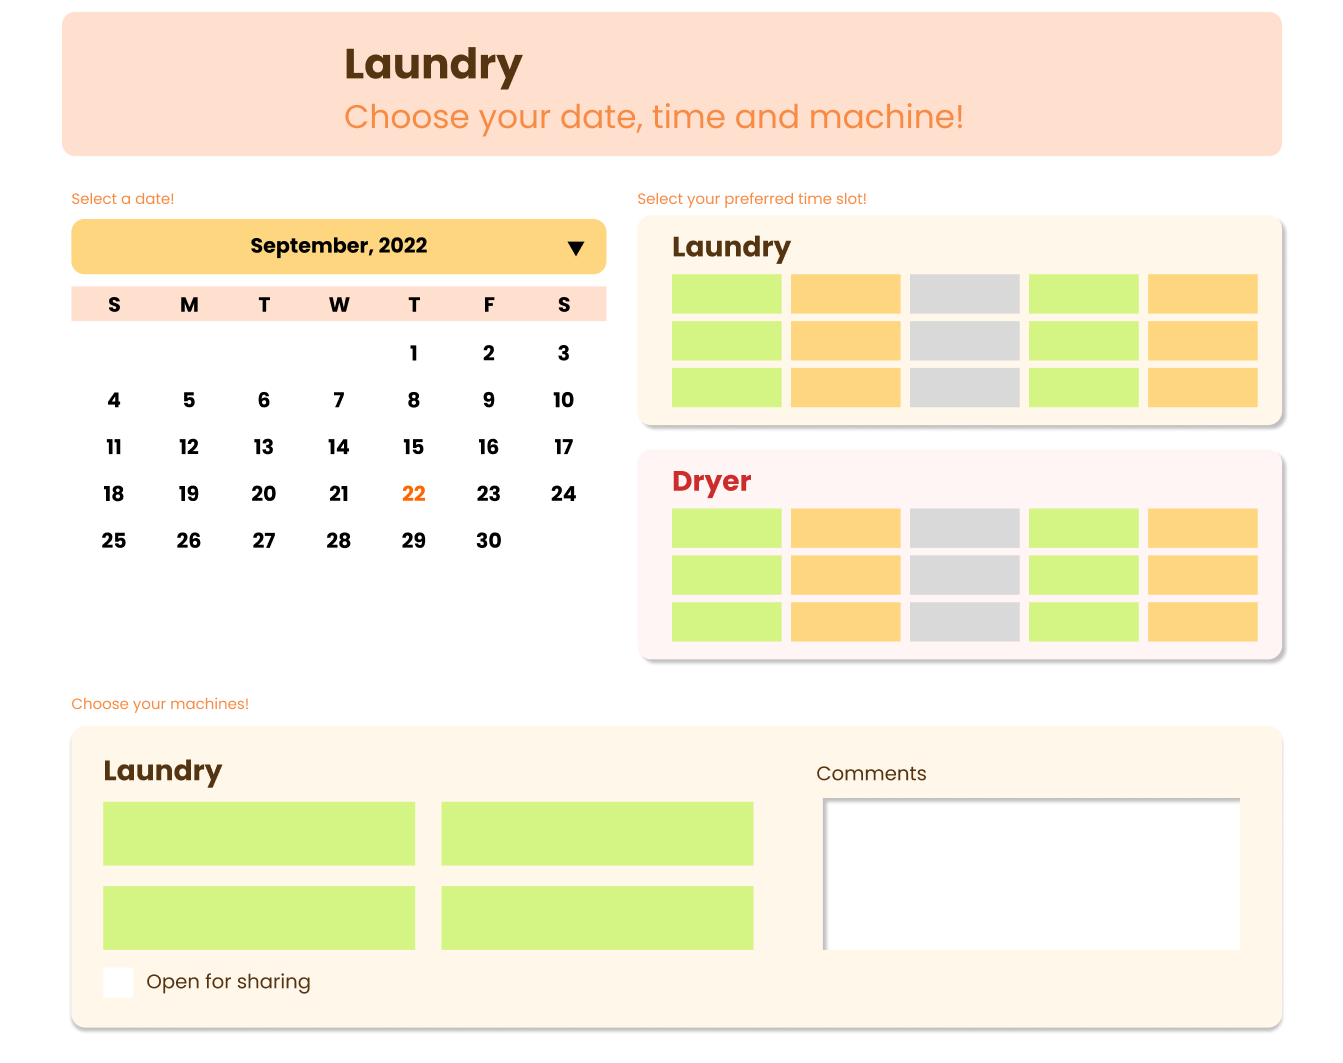 Laundry
Choose your date, time and machine!
Select a date!
September, 2022
S M T W T F S
1 2 3
4 5 6 7 8 9 10
11 12 13 14 15 16 17
18 19 20 21 22 23 24
25 26 27 28 29 30
Select your preferred time slot!
Laundry
Dryer
Choose your machines!
Laundry
Comments
Open for sharing